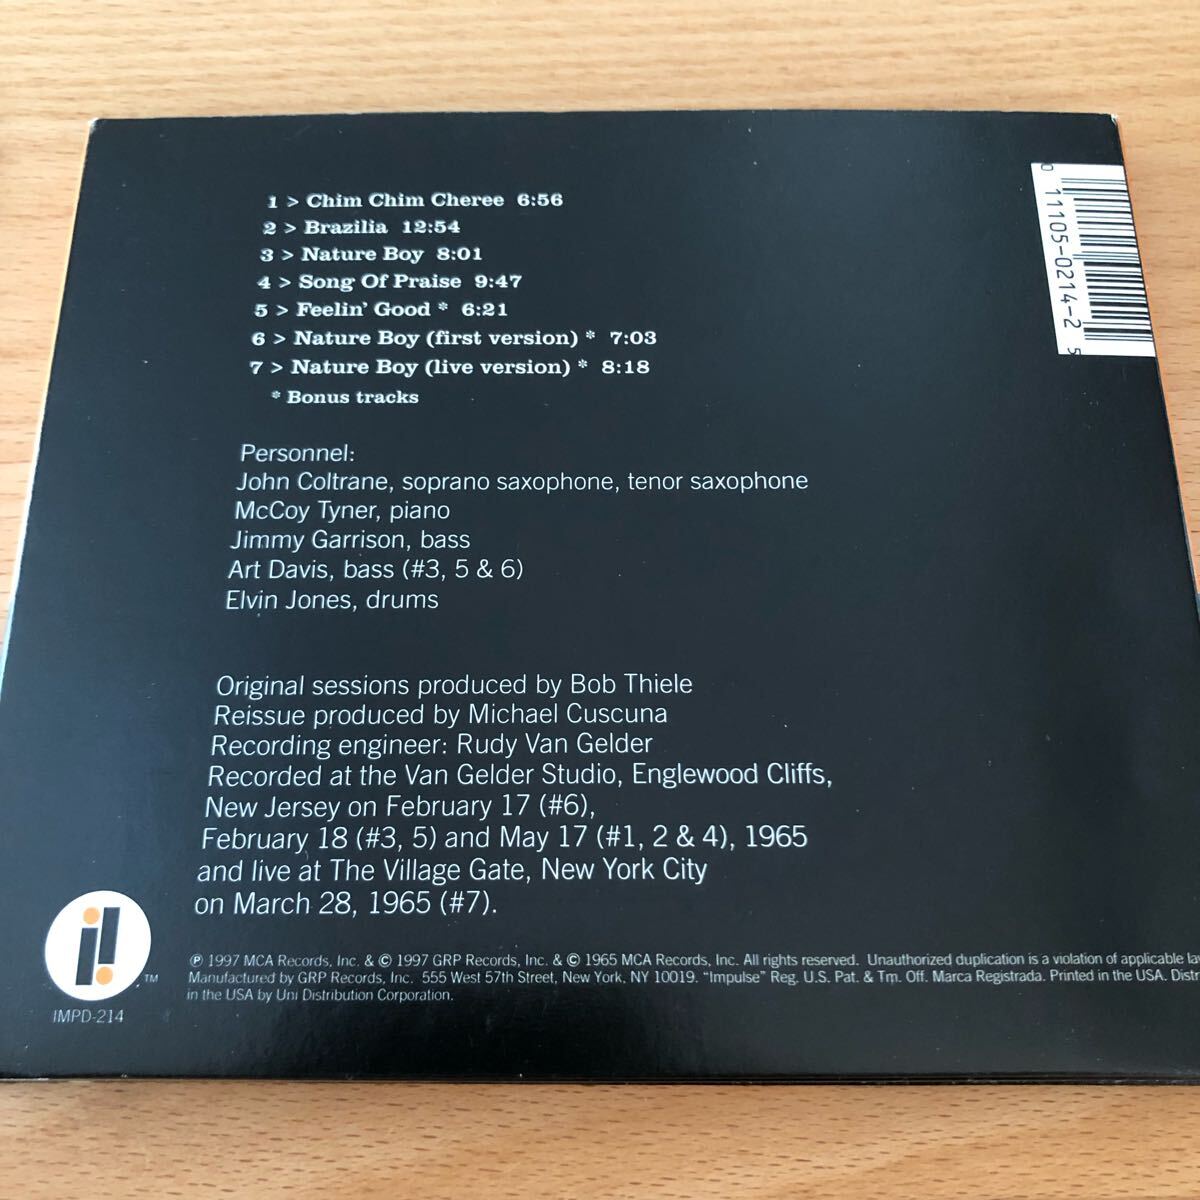 1 > Chim Chim Cheree 6:56
2 > Brazilia 12:54
3 > Nature Boy 8:01
4 > Song Of Praise 9:47
5 > Feelin' Good * 6:21
6 > Nature Boy (first version) * 7:03
7 > Nature Boy (live version) * 8:18
* Bonus tracks
0 11105-0214-2 5
Personnel:
John Coltrane, soprano saxophone, tenor saxophone
McCoy Tyner, piano
Jimmy Garrison, bass
Art Davis, bass (#3, 5 & 6)
Elvin Jones, drums
Original sessions produced by Bob Thiele
Reissue produced by Michael Cuscuna
Recording engineer: Rudy Van Gelder
Recorded at the Van Gelder Studio, Englewood Cliffs,
New Jersey on February 17 (#6),
February 18 (#3, 5) and May 17 (#1, 2 & 4), 1965
and live at The Village Gate, New York City
on March 28, 1965 (#7).
i! ™
IMPD-214
℗ 1997 MCA Records, Inc. & © 1997 GRP Records, Inc. & © 1965 MCA Records, Inc. All rights reserved. Unauthorized duplication is a violation of applicable la
Manufactured by GRP Records, Inc. 555 West 57th Street, New York, NY 10019. “Impulse” Reg. U.S. Pat. & Tm. Off. Marca Registrada. Printed in the USA. Distr
in the USA by Uni Distribution Corporation.